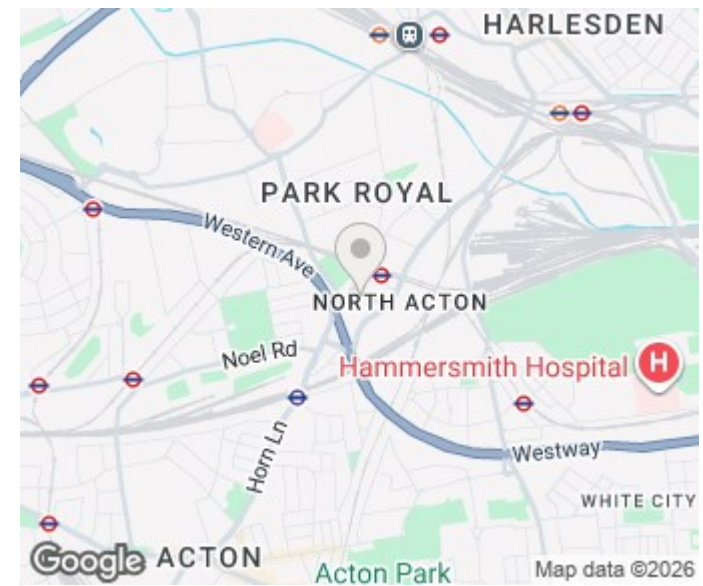 HARLESDEN
PARK ROYAL
Western Ave
NORTH ACTON
Noel Rd
Hammersmith Hospital
H
Horn Ln
Westway
WHITE CITY
Google
ACTON
Acton Park
Map data ©2026